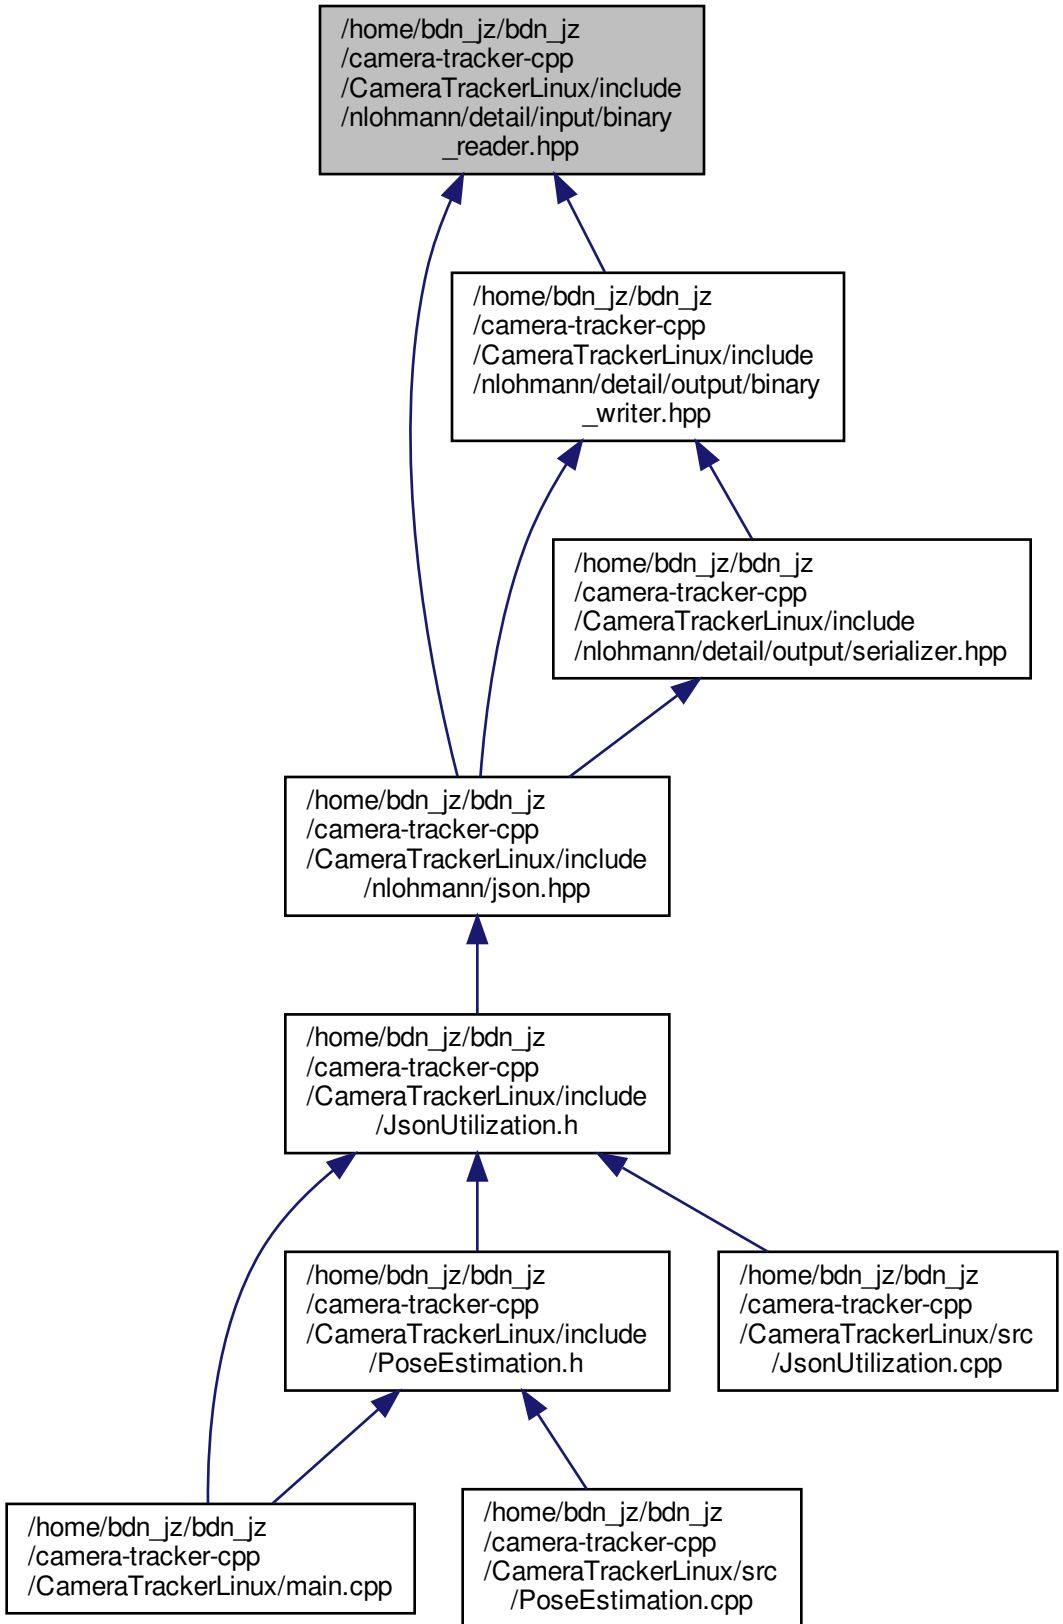 /home/bdn_jz/bdn_jz
/camera-tracker-cpp
/CameraTrackerLinux/include
/nlohmann/detail/input/binary
_reader.hpp
/home/bdn_jz/bdn_jz
/camera-tracker-cpp
/CameraTrackerLinux/include
/nlohmann/detail/output/binary
_writer.hpp
/home/bdn_jz/bdn_jz
/camera-tracker-cpp
/CameraTrackerLinux/include
/nlohmann/detail/output/serializer.hpp
/home/bdn_jz/bdn_jz
/camera-tracker-cpp
/CameraTrackerLinux/include
/nlohmann/json.hpp
/home/bdn_jz/bdn_jz
/camera-tracker-cpp
/CameraTrackerLinux/include
/JsonUtilization.h
/home/bdn_jz/bdn_jz
/camera-tracker-cpp
/CameraTrackerLinux/include
/PoseEstimation.h
/home/bdn_jz/bdn_jz
/camera-tracker-cpp
/CameraTrackerLinux/src
/JsonUtilization.cpp
/home/bdn_jz/bdn_jz
/camera-tracker-cpp
/CameraTrackerLinux/main.cpp
/home/bdn_jz/bdn_jz
/camera-tracker-cpp
/CameraTrackerLinux/src
/PoseEstimation.cpp